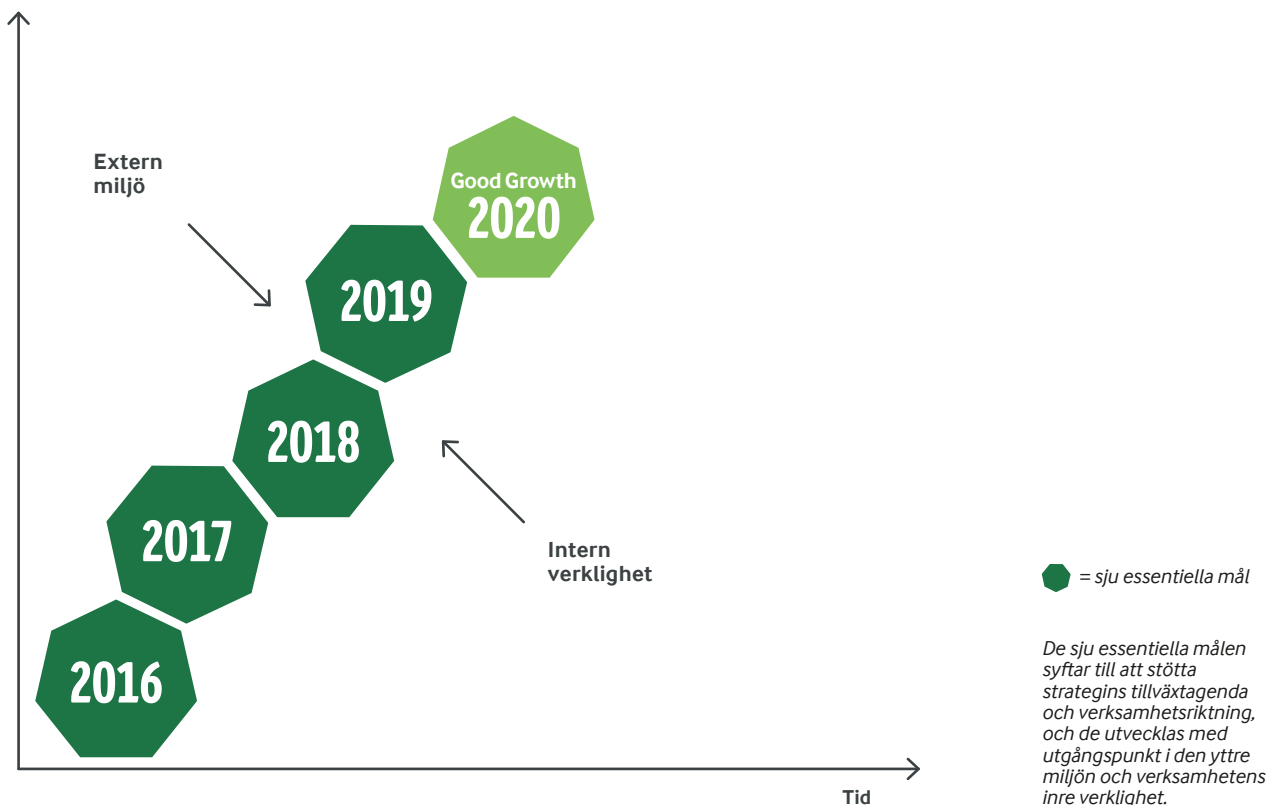 Extern
miljö
Good Growth
2020
2019
2018
2017
2016
Intern
verklighet
Tid
= sju essentiella mål
De sju essentiella målen
syftar till att stötta
strategins tillväxtagenda
och verksamhetsriktning,
och de utvecklas med
utgångspunkt i den yttre
miljön och verksamhetens
inre verklighet.